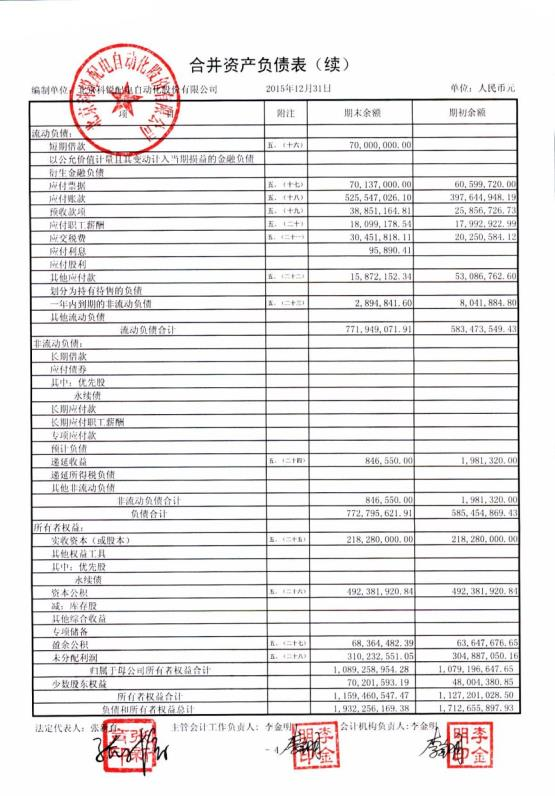 合并资产负债表（续）
编制单位：北京科锐配电自动化股份有限公司 2015年12月31日 单位：人民币元
项 附注 期末余额 期初余额
流动负债：
短期借款 五、（十六） 70,000,000.00
以公允价值计量且其变动计入当期损益的金融负债
衍生金融负债
应付票据 五、（十七） 70,137,000.00 60,599,720.00
应付账款 五、（十八） 525,547,026.10 397,644,948.19
预收款项 五、（十九） 38,851,164.81 25,856,726.73
应付职工薪酬 五、（二十） 18,099,178.54 17,992,922.99
应交税费 五、（二十一） 30,451,818.11 20,250,584.12
应付利息 95,890.41
应付股利
其他应付款 五、（二十二） 15,872,152.34 53,086,762.60
划分为持有待售的负债
一年内到期的非流动负债 五、（二十三） 2,894,841.60 8,041,884.80
其他流动负债
流动负债合计 771,949,071.91 583,473,549.43
非流动负债：
长期借款
应付债券
其中：优先股
永续债
长期应付款
长期应付职工薪酬
专项应付款
预计负债
递延收益 五、（二十四） 846,550.00 1,981,320.00
递延所得税负债
其他非流动负债
非流动负债合计 846,550.00 1,981,320.00
负债合计 772,795,621.91 585,454,869.43
所有者权益：
实收资本（或股本） 五、（二十五） 218,280,000.00 218,280,000.00
其他权益工具
其中：优先股
永续债
资本公积 五、（二十六） 492,381,920.84 492,381,920.84
减：库存股
其他综合收益
专项储备
盈余公积 五、（二十七） 68,364,482.39 63,647,676.65
未分配利润 五、（二十八） 310,232,551.05 304,887,050.16
归属于母公司所有者权益合计 1,089,258,954.28 1,079,196,647.65
少数股东权益 70,201,593.19 48,004,380.85
所有者权益合计 1,159,460,547.47 1,127,201,028.50
负债和所有者权益总计 1,932,256,169.38 1,712,655,897.93
法定代表人：张新育 主管会计工作负责人：李金明 会计机构负责人：李金明
- 4
李金明印
李金明印